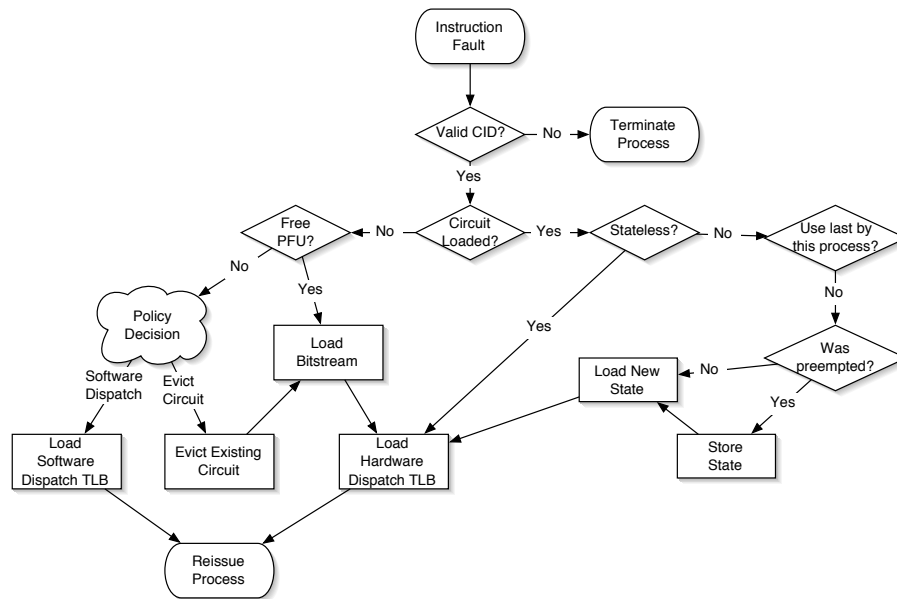 Instruction
Fault
Valid CID?
No
Terminate
Process
Yes
Free
PFU?
No
Circuit
Loaded?
Yes
Stateless?
No
Use last by
this process?
No
Yes
No
Policy
Decision
Yes
Load
Bitstream
Was
preempted?
Software
Dispatch
Evict
Circuit
Load New
State
No
Yes
Load
Software
Dispatch TLB
Evict Existing
Circuit
Load
Hardware
Dispatch TLB
Store
State
Reissue
Process